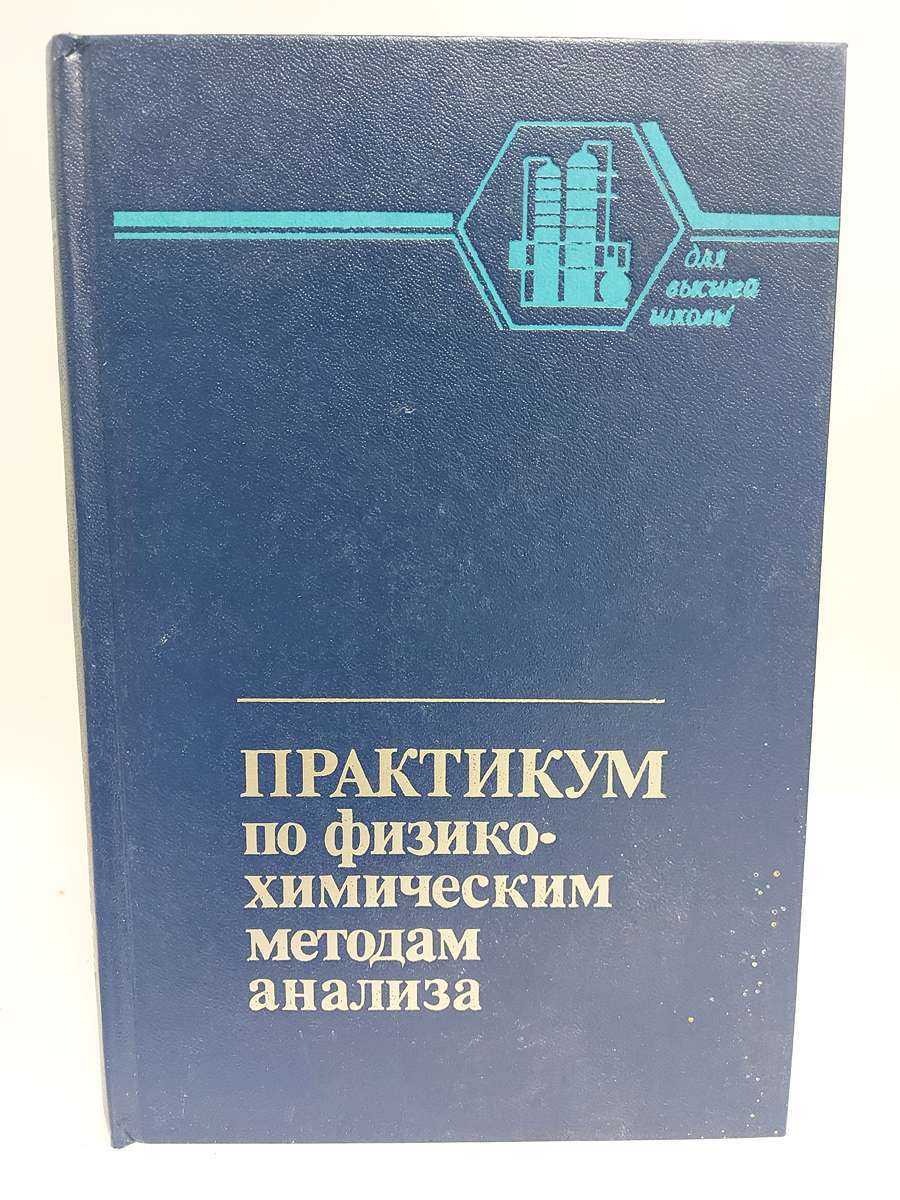 для
высшей
школы
ПРАКТИКУМ
по физико-
химическим
методам
анализа